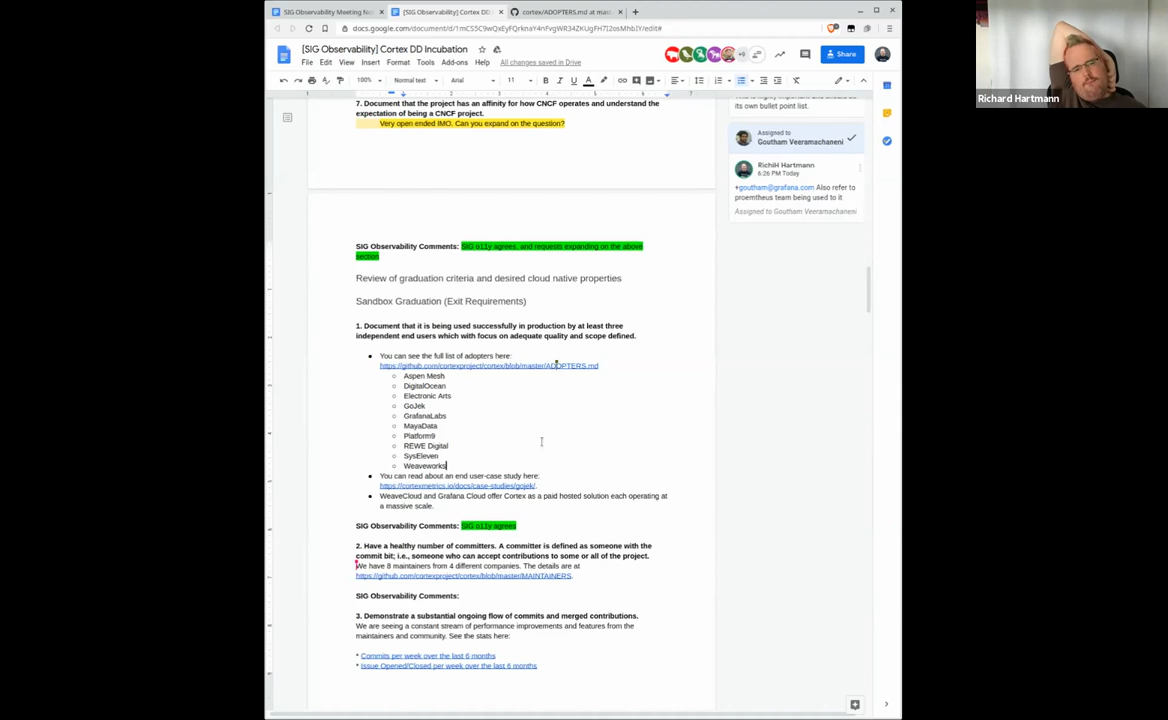 SIG Observability Meeting No
[SIG Observability] Cortex DD I
cortex/ADOPTERS.md at mas
docs.google.com/document/d/1mCS5C9wQxEyFQrknaY4nFvgWR34ZKUgFH7I2osMhbIY/edit#
[SIG Observability] Cortex DD Incubation
File Edit View Insert Format Tools Add-ons Help All changes saved in Drive
+9
Share
100% Normal text Arial 11
7. Document that the project has an affinity for how CNCF operates and understand the
expectation of being a CNCF project.
Very open ended IMO. Can you expand on the question?
its own bullet point list.
Assigned to
Goutham Veeramachaneni
RichiH Hartmann
6:26 PM Today
+goutham@grafana.com Also refer to
proemtheus team being used to it
Assigned to Goutham Veeramachaneni
SIG Observability Comments: SIG o11y agrees, and requests expanding on the above
section
Review of graduation criteria and desired cloud native properties
Sandbox Graduation (Exit Requirements)
1. Document that it is being used successfully in production by at least three
independent end users which with focus on adequate quality and scope defined.
You can see the full list of adopters here:
https://github.com/cortexproject/cortex/blob/master/ADOPTERS.md
Aspen Mesh
DigitalOcean
Electronic Arts
GoJek
GrafanaLabs
MayaData
Platform9
REWE Digital
SysEleven
Weaveworks
You can read about an end user-case study here:
https://cortexmetrics.io/docs/case-studies/gojek/.
WeaveCloud and Grafana Cloud offer Cortex as a paid hosted solution each operating at
a massive scale.
SIG Observability Comments: SIG o11y agrees
2. Have a healthy number of committers. A committer is defined as someone with the
commit bit; i.e., someone who can accept contributions to some or all of the project.
We have 8 maintainers from 4 different companies. The details are at
https://github.com/cortexproject/cortex/blob/master/MAINTAINERS.
SIG Observability Comments:
3. Demonstrate a substantial ongoing flow of commits and merged contributions.
We are seeing a constant stream of performance improvements and features from the
maintainers and community. See the stats here:
* Commits per week over the last 6 months
* Issue Opened/Closed per week over the last 6 months
Richard Hartmann